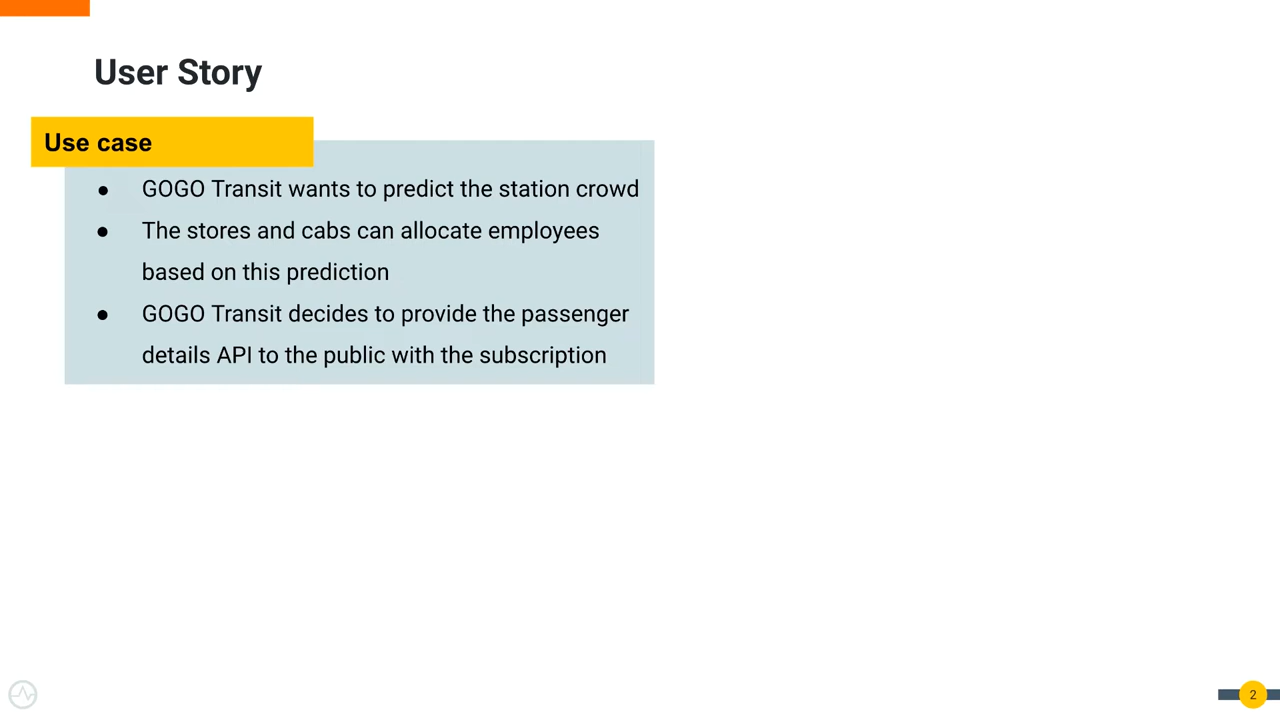 User Story
Use case
● GOGO Transit wants to predict the station crowd
● The stores and cabs can allocate employees
based on this prediction
● GOGO Transit decides to provide the passenger
details API to the public with the subscription
2